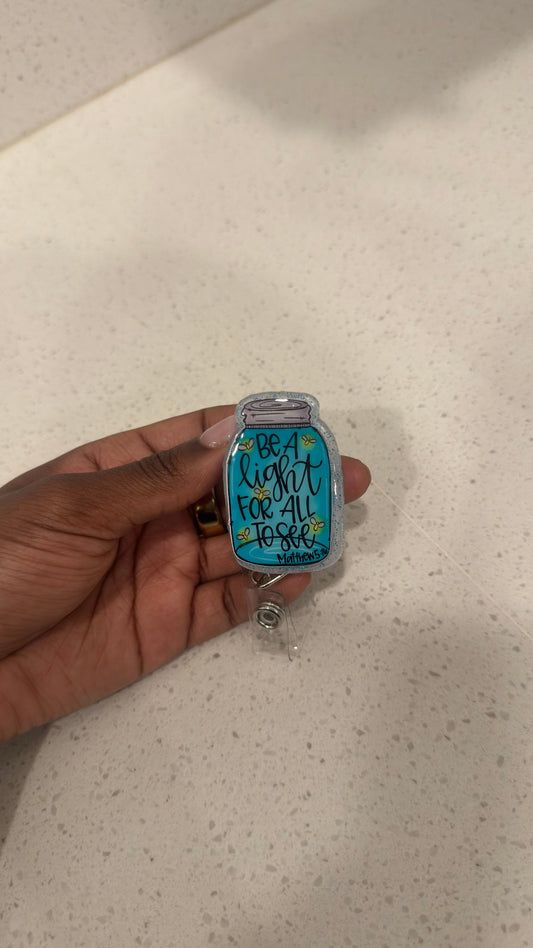 BE A
light
FOR ALL
TO See
Matthew 5